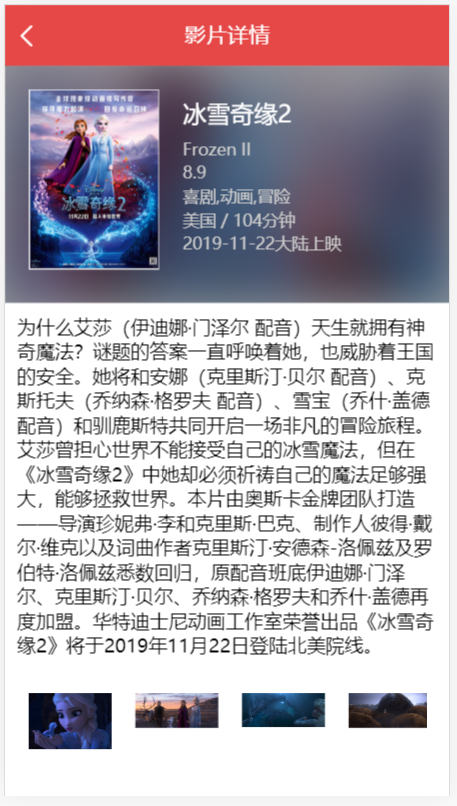 影片详情
冰雪奇缘2
11月22日
冰雪奇缘2
Frozen II
8.9
喜剧,动画,冒险
美国 / 104分钟
2019-11-22大陆上映
为什么艾莎（伊迪娜·门泽尔 配音）天生就拥有神
奇魔法？谜题的答案一直呼唤着她，也威胁着王国
的安全。她将和安娜（克里斯汀·贝尔 配音）、克
斯托夫（乔纳森·格罗夫 配音）、雪宝（乔什·盖德
配音）和驯鹿斯特共同开启一场非凡的冒险旅程。
艾莎曾担心世界不能接受自己的冰雪魔法，但在
《冰雪奇缘2》中她却必须祈祷自己的魔法足够强
大，能够拯救世界。本片由奥斯卡金牌团队打造
——导演珍妮弗·李和克里斯·巴克、制作人彼得·戴
尔·维克以及词曲作者克里斯汀·安德森-洛佩兹及罗
伯特·洛佩兹悉数回归，原配音班底伊迪娜·门泽
尔、克里斯汀·贝尔、乔纳森·格罗夫和乔什·盖德再
度加盟。华特迪士尼动画工作室荣誉出品《冰雪奇
缘2》将于2019年11月22日登陆北美院线。